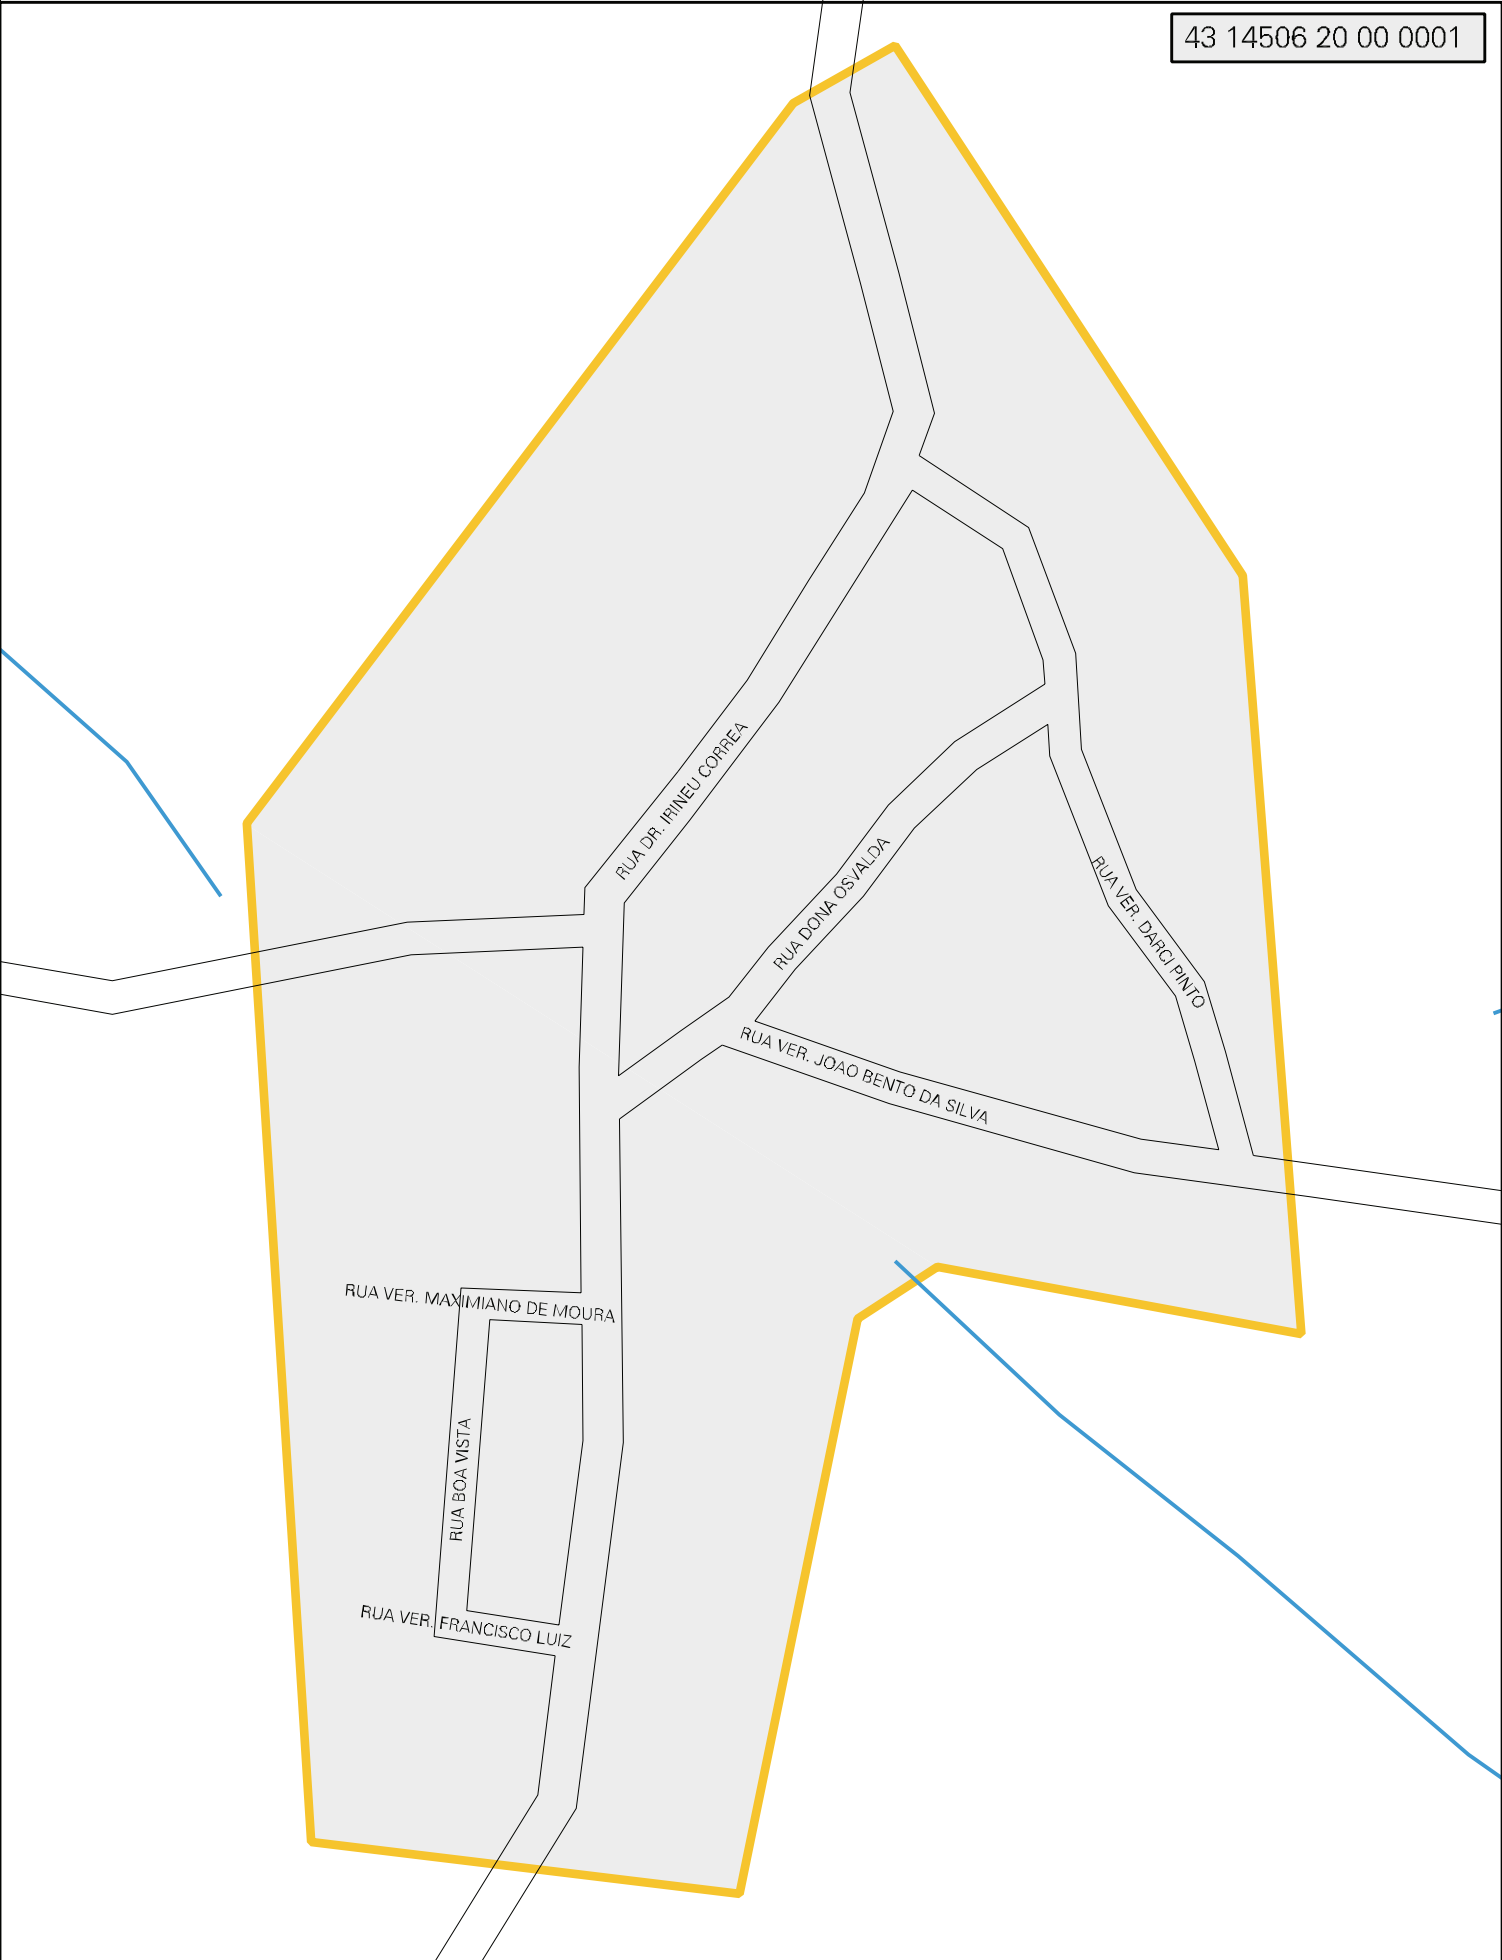 43 14506 20 00 0001
RUA DR. IRINEU CORREA
RUA DONA OSVALDA
RUA VER. DARCI PINTO
RUA VER. JOAO BENTO DA SILVA
RUA VER. MAXIMIANO DE MOURA
RUA BOA VISTA
RUA VER. FRANCISCO LUIZ